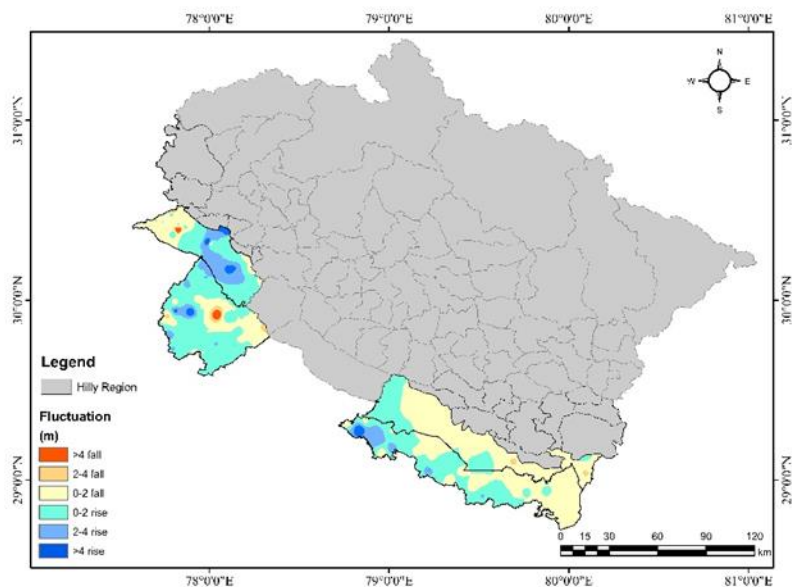 78°0'0"E 79°0'0"E 80°0'0"E 81°0'0"E
N
W E
S
31°0'0"N 31°0'0"N
30°0'0"N 30°0'0"N
29°0'0"N 29°0'0"N
Legend
Hilly Region
Fluctuation
(m)
>4 fall
2-4 fall
0-2 fall
0-2 rise
2-4 rise
>4 rise
0 15 30 60 90 120
km
78°0'0"E 79°0'0"E 80°0'0"E 81°0'0"E